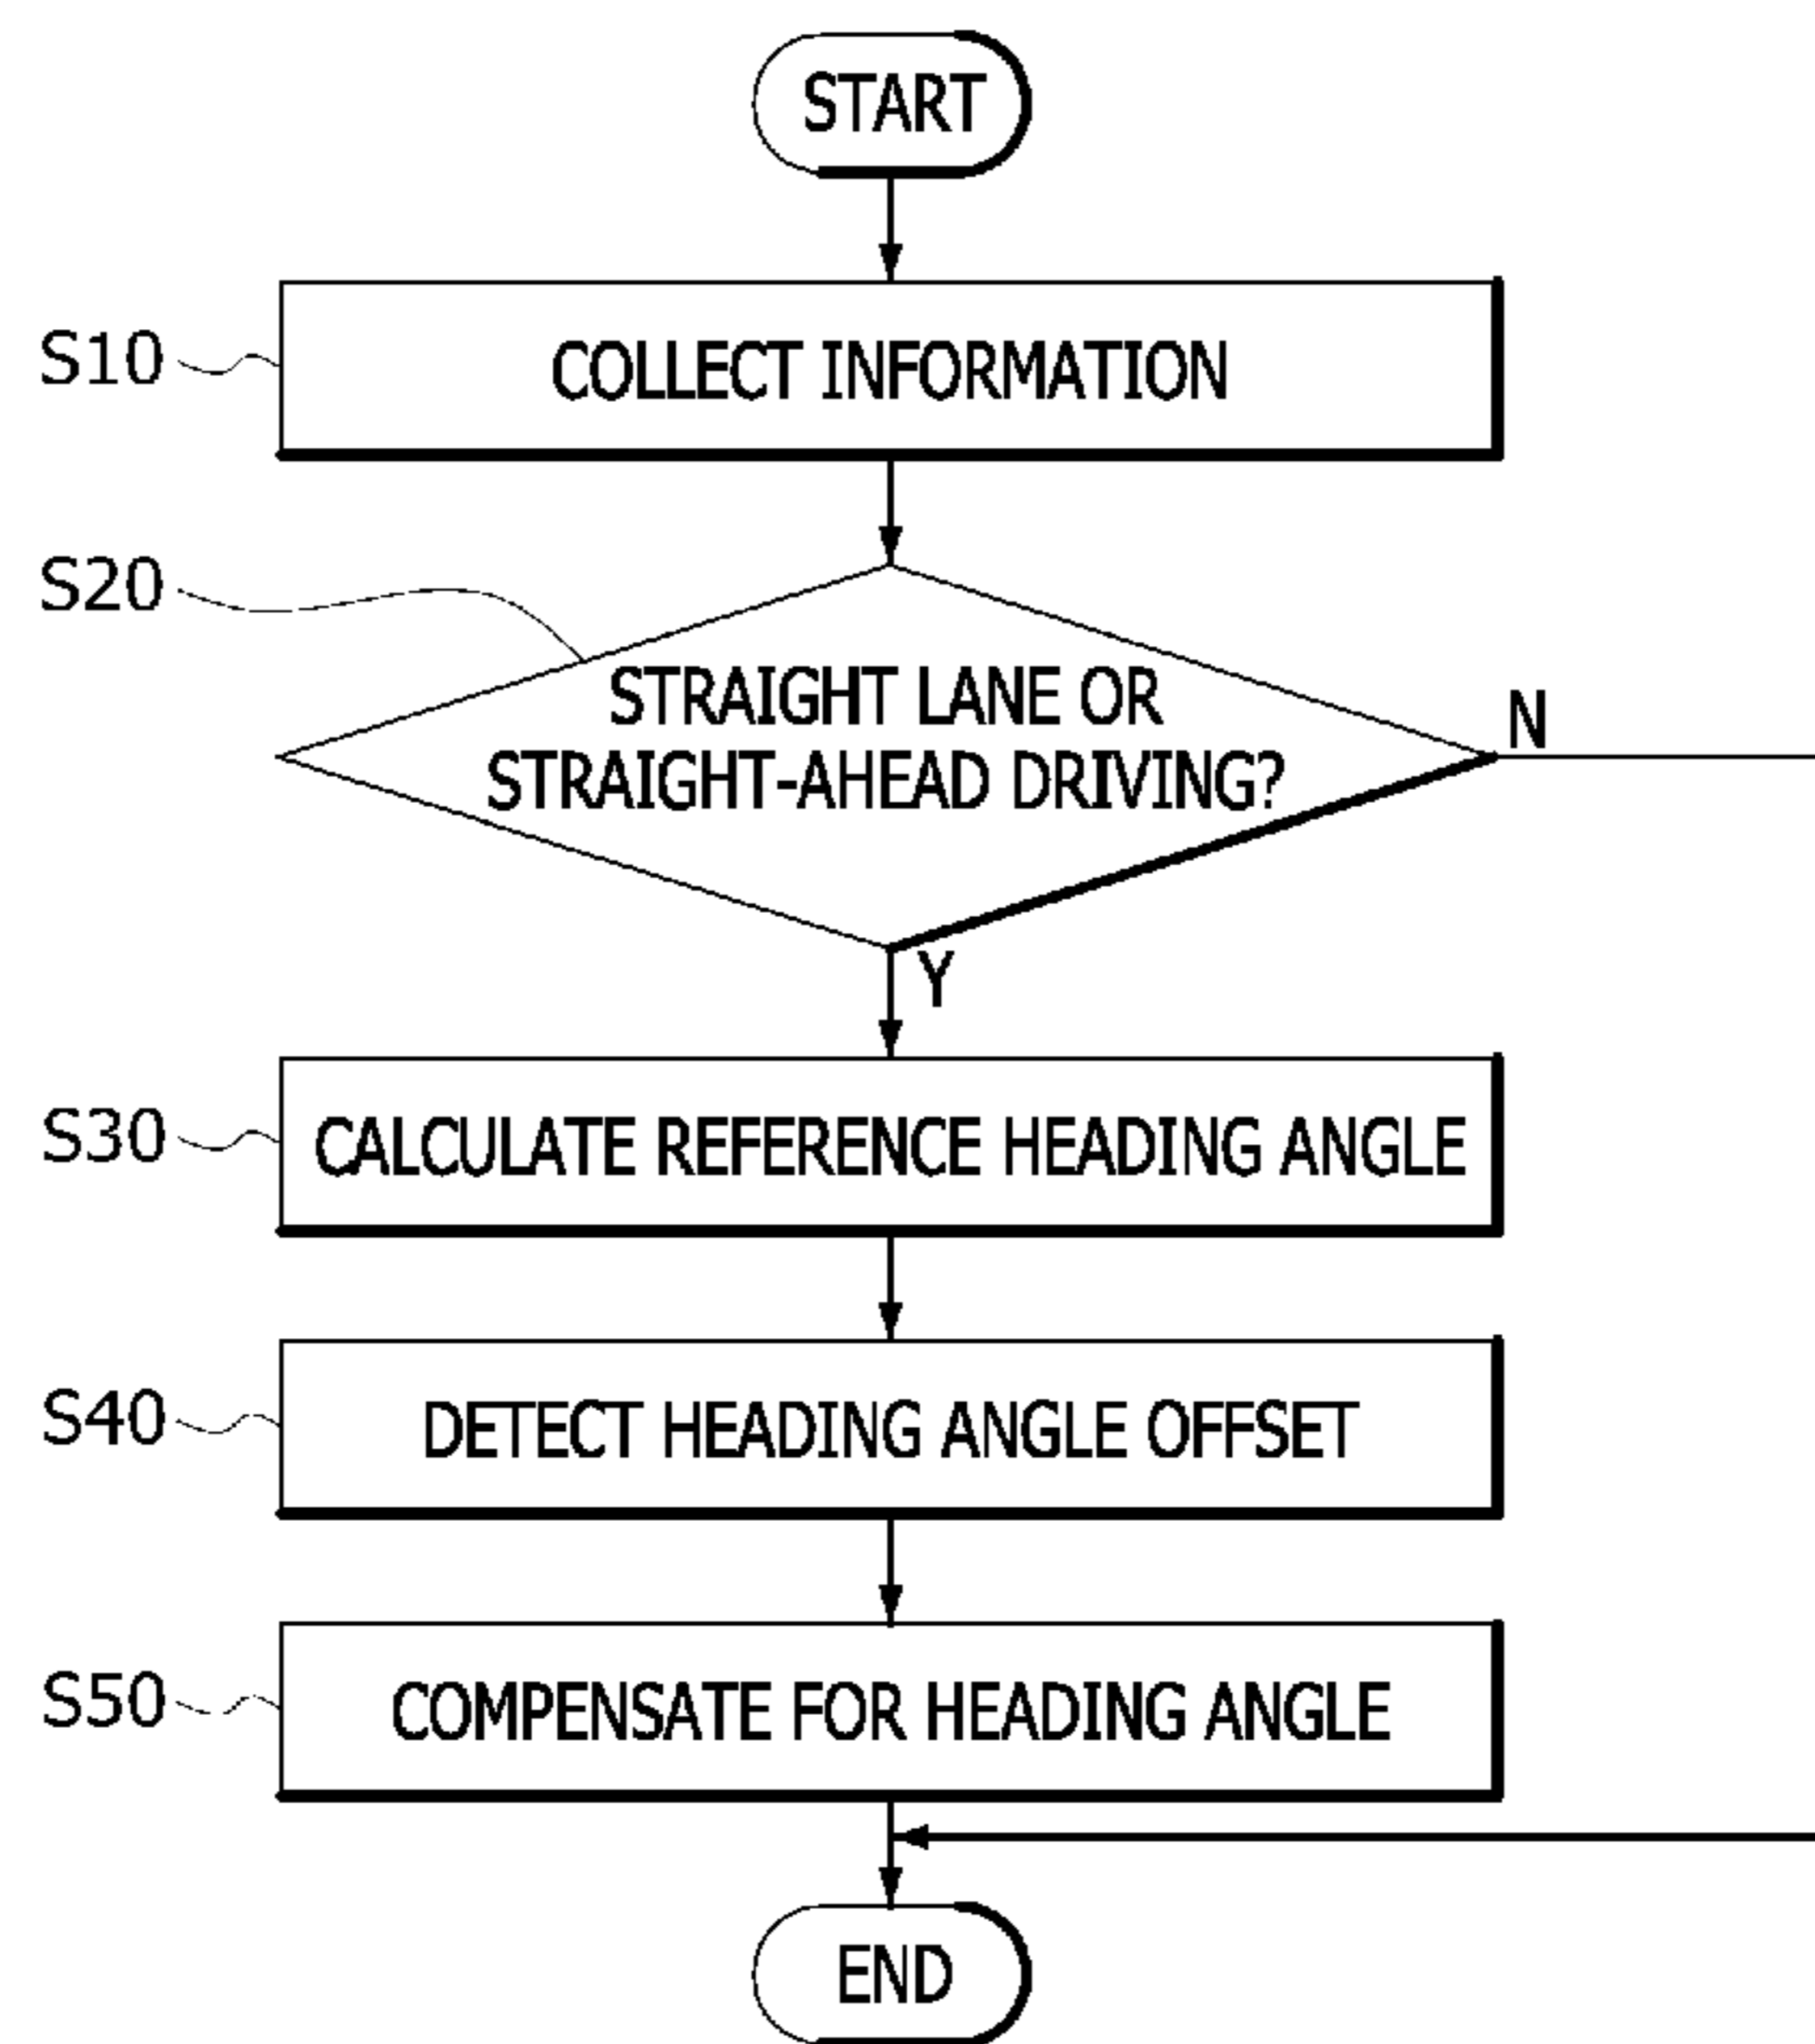 START
S10
COLLECT INFORMATION
S20
STRAIGHT LANE OR
STRAIGHT-AHEAD DRIVING?
N
Y
S30
CALCULATE REFERENCE HEADING ANGLE
S40
DETECT HEADING ANGLE OFFSET
S50
COMPENSATE FOR HEADING ANGLE
END